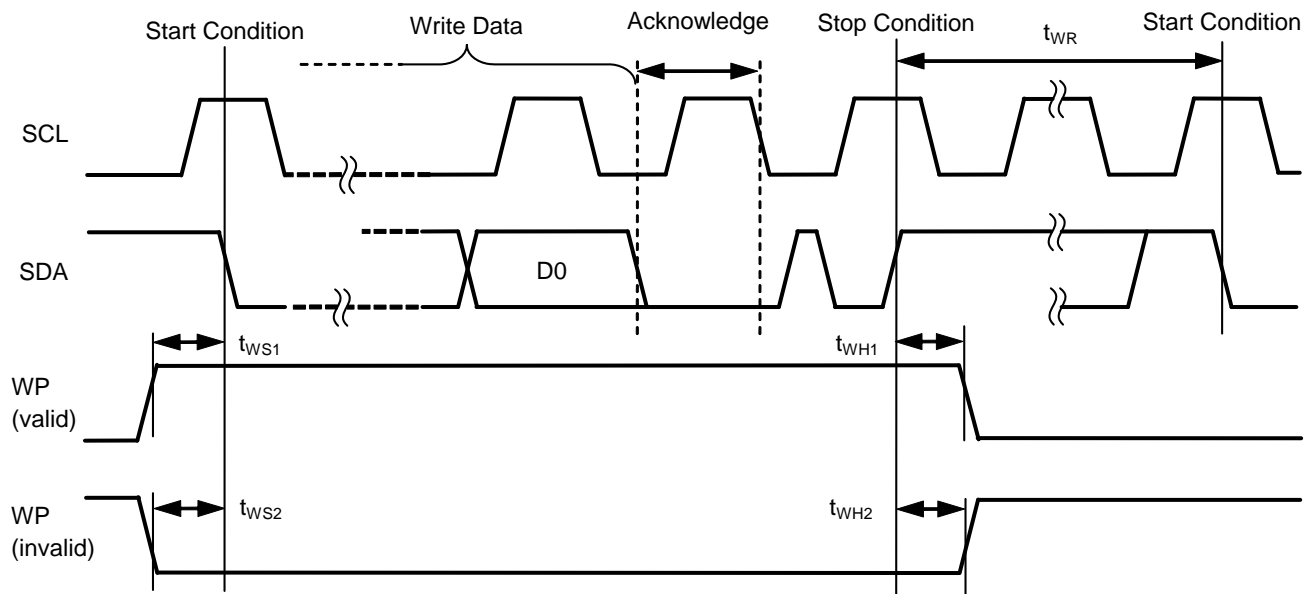 Start Condition
Write Data
Acknowledge
Stop Condition
tWR
Start Condition
SCL
SDA
D0
tWS1
tWH1
WP
(valid)
tWS2
tWH2
WP
(invalid)